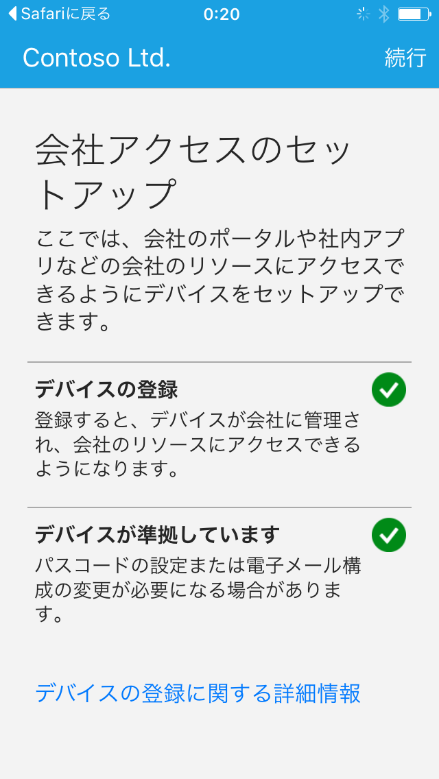 Safariに戻る 0:20
Contoso Ltd. 続行
会社アクセスのセッ
トアップ
ここでは、会社のポータルや社内アプ
リなどの会社のリソースにアクセスで
きるようにデバイスをセットアップで
きます。
デバイスの登録
登録すると、デバイスが会社に管理さ
れ、会社のリソースにアクセスできる
ようになります。
デバイスが準拠しています
パスコードの設定または電子メール構
成の変更が必要になる場合がありま
す。
デバイスの登録に関する詳細情報